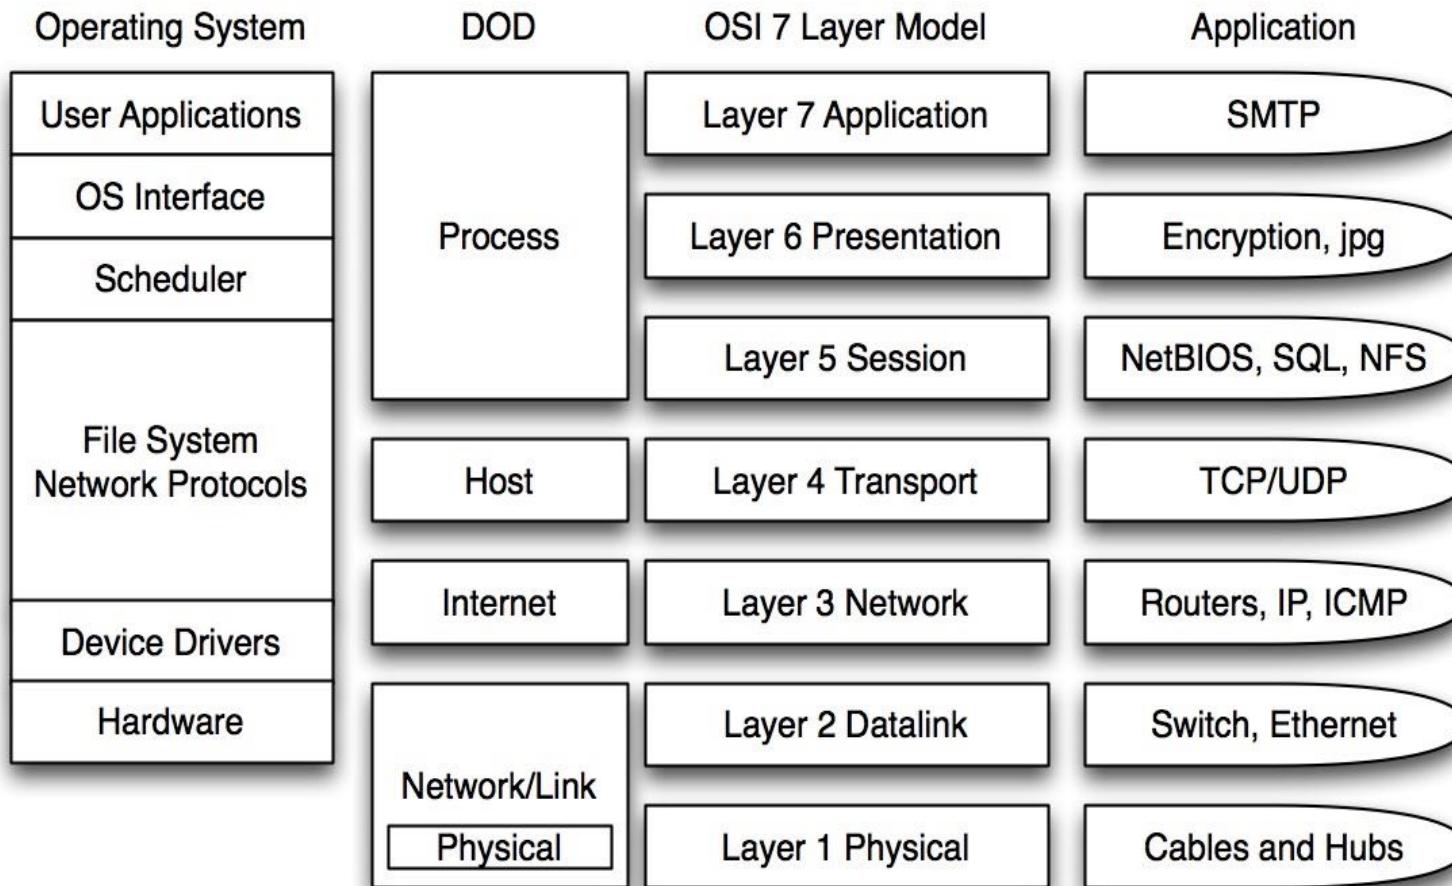 Operating System
DOD
OSI 7 Layer Model
Application
User Applications
OS Interface
Scheduler
File System
Network Protocols
Device Drivers
Hardware
Process
Host
Internet
Network/Link
Physical
Layer 7 Application
Layer 6 Presentation
Layer 5 Session
Layer 4 Transport
Layer 3 Network
Layer 2 Datalink
Layer 1 Physical
SMTP
Encryption, jpg
NetBIOS, SQL, NFS
TCP/UDP
Routers, IP, ICMP
Switch, Ethernet
Cables and Hubs